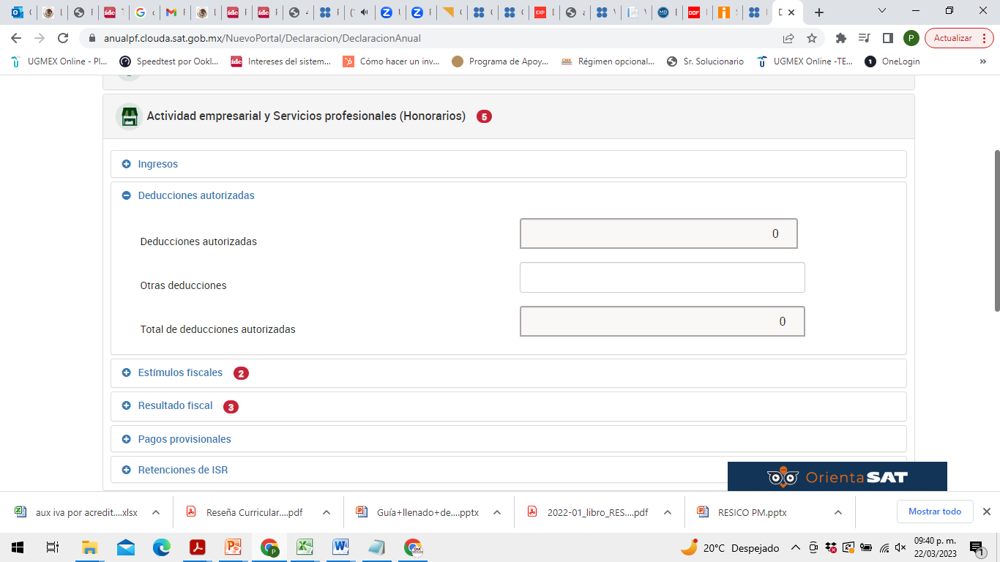 Actualizar
anualpf.clouda.sat.gob.mx/NuevoPortal/Declaracion/DeclaracionAnual
UGMEX Online - Pl...
Speedtest por Ookl...
Intereses del sistem...
Cómo hacer un inv...
Programa de Apoy...
Régimen opcional...
Sr. Solucionario
UGMEX Online -TE...
OneLogin
»
Actividad empresarial y Servicios profesionales (Honorarios) 5
Ingresos
Deducciones autorizadas
Deducciones autorizadas 0
Otras deducciones
Total de deducciones autorizadas 0
Estímulos fiscales 2
Resultado fiscal 3
Pagos provisionales
Retenciones de ISR
OrientaSAT
aux iva por acredit....xlsx
Reseña Curricular....pdf
Guía+llenado+de....pptx
2022-01_libro_RES....pdf
RESICO PM.pptx
Mostrar todo
20°C Despejado
09:40 p. m.
22/03/2023
1